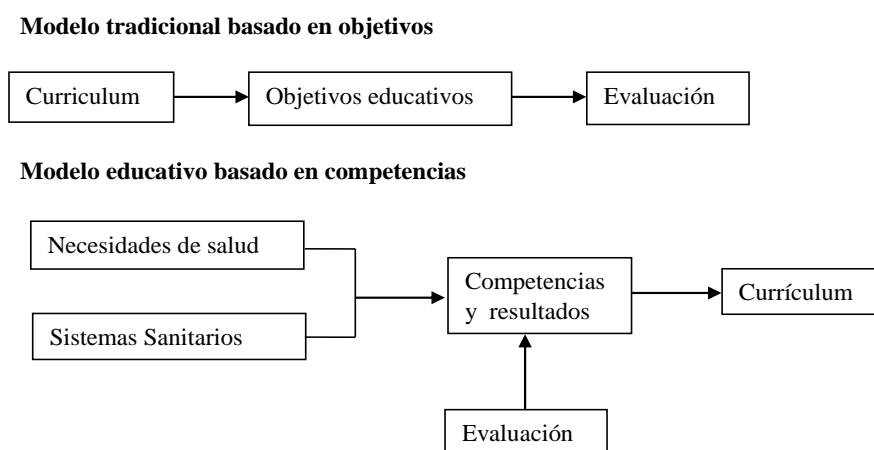 Modelo tradicional basado en objetivos
Curriculum
Objetivos educativos
Evaluación
Modelo educativo basado en competencias
Necesidades de salud
Sistemas Sanitarios
Competencias
y resultados
Currículum
Evaluación